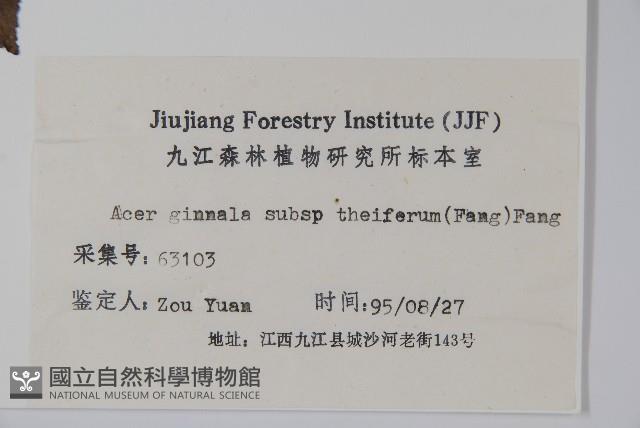 Jiujiang Forestry Institute (JJF)
九江森林植物研究所标本室
Acer ginnala subsp theiferum(Fang)Fang
采集号: 63103
鉴定人: Zou Yuan 时间: 95/08/27
地址: 江西九江县城沙河老街143号
國立自然科學博物館
NATIONAL MUSEUM OF NATURAL SCIENCE